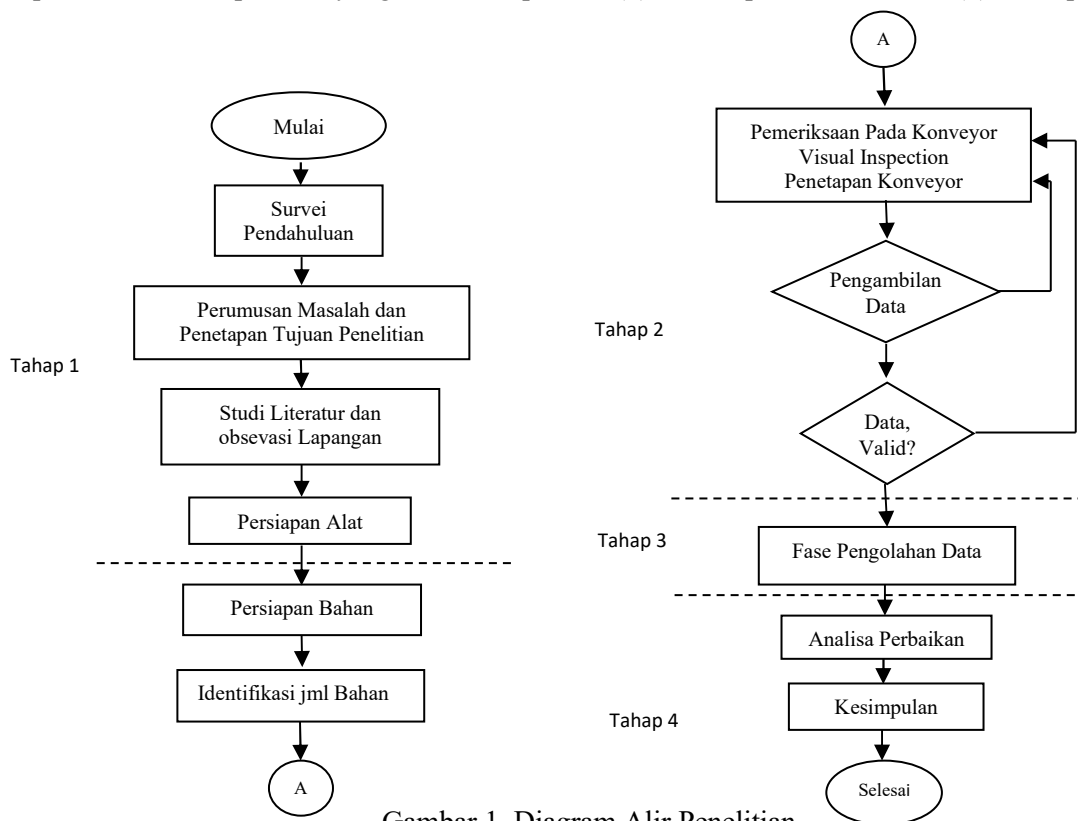 Mulai
Survei
Pendahuluan
Perumusan Masalah dan
Penetapan Tujuan Penelitian
Tahap 1
Studi Literatur dan
obsevasi Lapangan
Persiapan Alat
Persiapan Bahan
Identifikasi jml Bahan
A
A
Pemeriksaan Pada Konveyor
Visual Inspection
Penetapan Konveyor
Pengambilan
Data
Tahap 2
Data,
Valid?
Tahap 3
Fase Pengolahan Data
Analisa Perbaikan
Kesimpulan
Tahap 4
Selesai
Gambar 1. Diagram Alir Penelitian